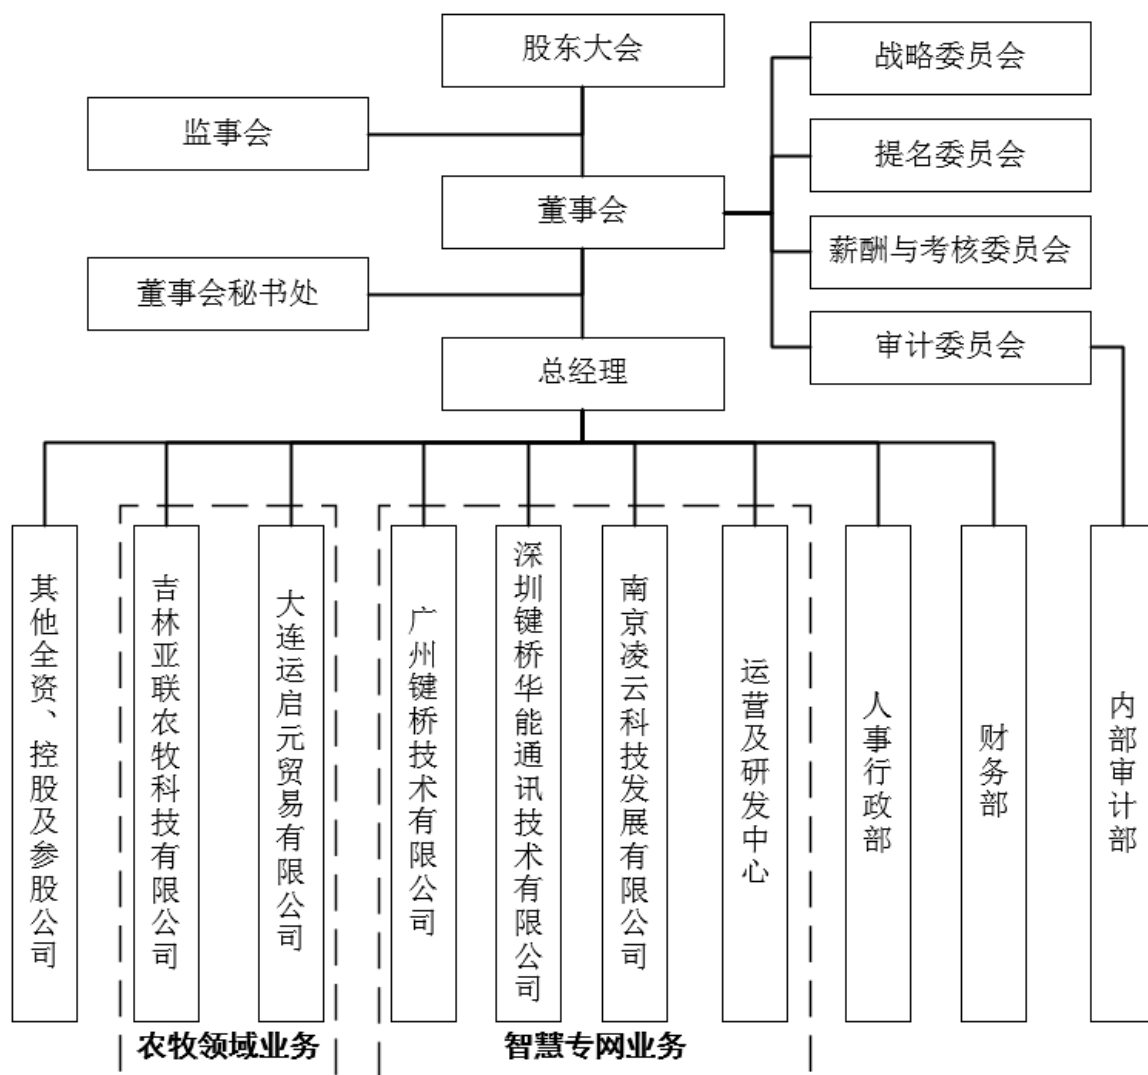 股东大会
战略委员会
监事会
提名委员会
董事会
薪酬与考核委员会
董事会秘书处
审计委员会
总经理
其他全资、控股及参股公司
吉林亚联农牧科技有限公司
大连运启元贸易有限公司
广州键桥技术有限公司
深圳键桥华能通讯技术有限公司
南京凌云科技发展有限公司
运营及研发中心
人事行政部
财务部
内部审计部
农牧领域业务
智慧专网业务